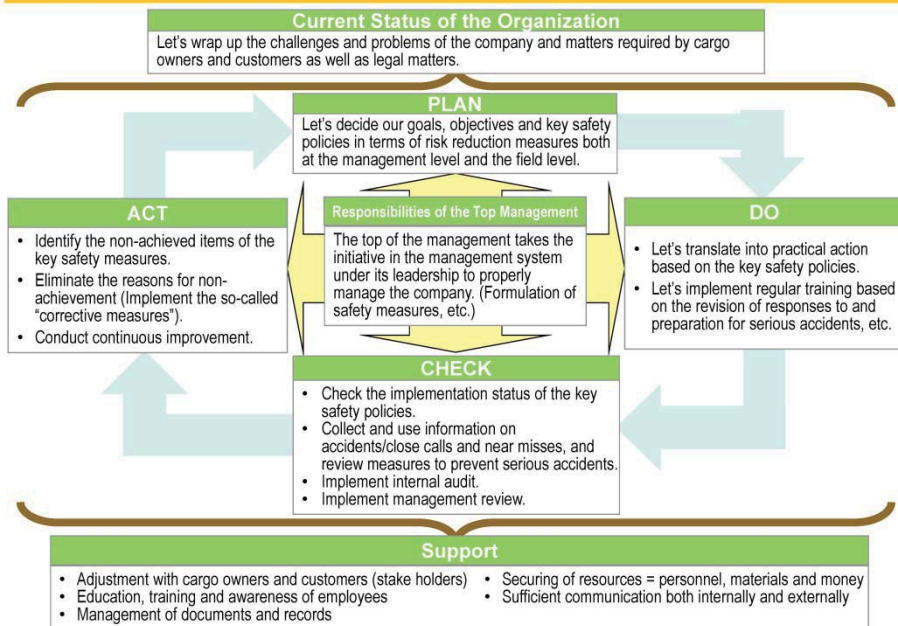 Current Status of the Organization
Let's wrap up the challenges and problems of the company and matters required by cargo
owners and customers as well as legal matters.
PLAN
Let's decide our goals, objectives and key safety
policies in terms of risk reduction measures both
at the management level and the field level.
ACT
• Identify the non-achieved items of the
key safety measures.
• Eliminate the reasons for non-
achievement (Implement the so-called
“corrective measures”).
• Conduct continuous improvement.
Responsibilities of the Top Management
The top of the management takes the
initiative in the management system
under its leadership to properly
manage the company. (Formulation of
safety measures, etc.)
DO
• Let's translate into practical action
based on the key safety policies.
• Let's implement regular training based
on the revision of responses to and
preparation for serious accidents, etc.
CHECK
• Check the implementation status of the key
safety policies.
• Collect and use information on
accidents/close calls and near misses, and
review measures to prevent serious accidents.
• Implement internal audit.
• Implement management review.
Support
• Adjustment with cargo owners and customers (stake holders)
• Education, training and awareness of employees
• Management of documents and records
• Securing of resources = personnel, materials and money
• Sufficient communication both internally and externally